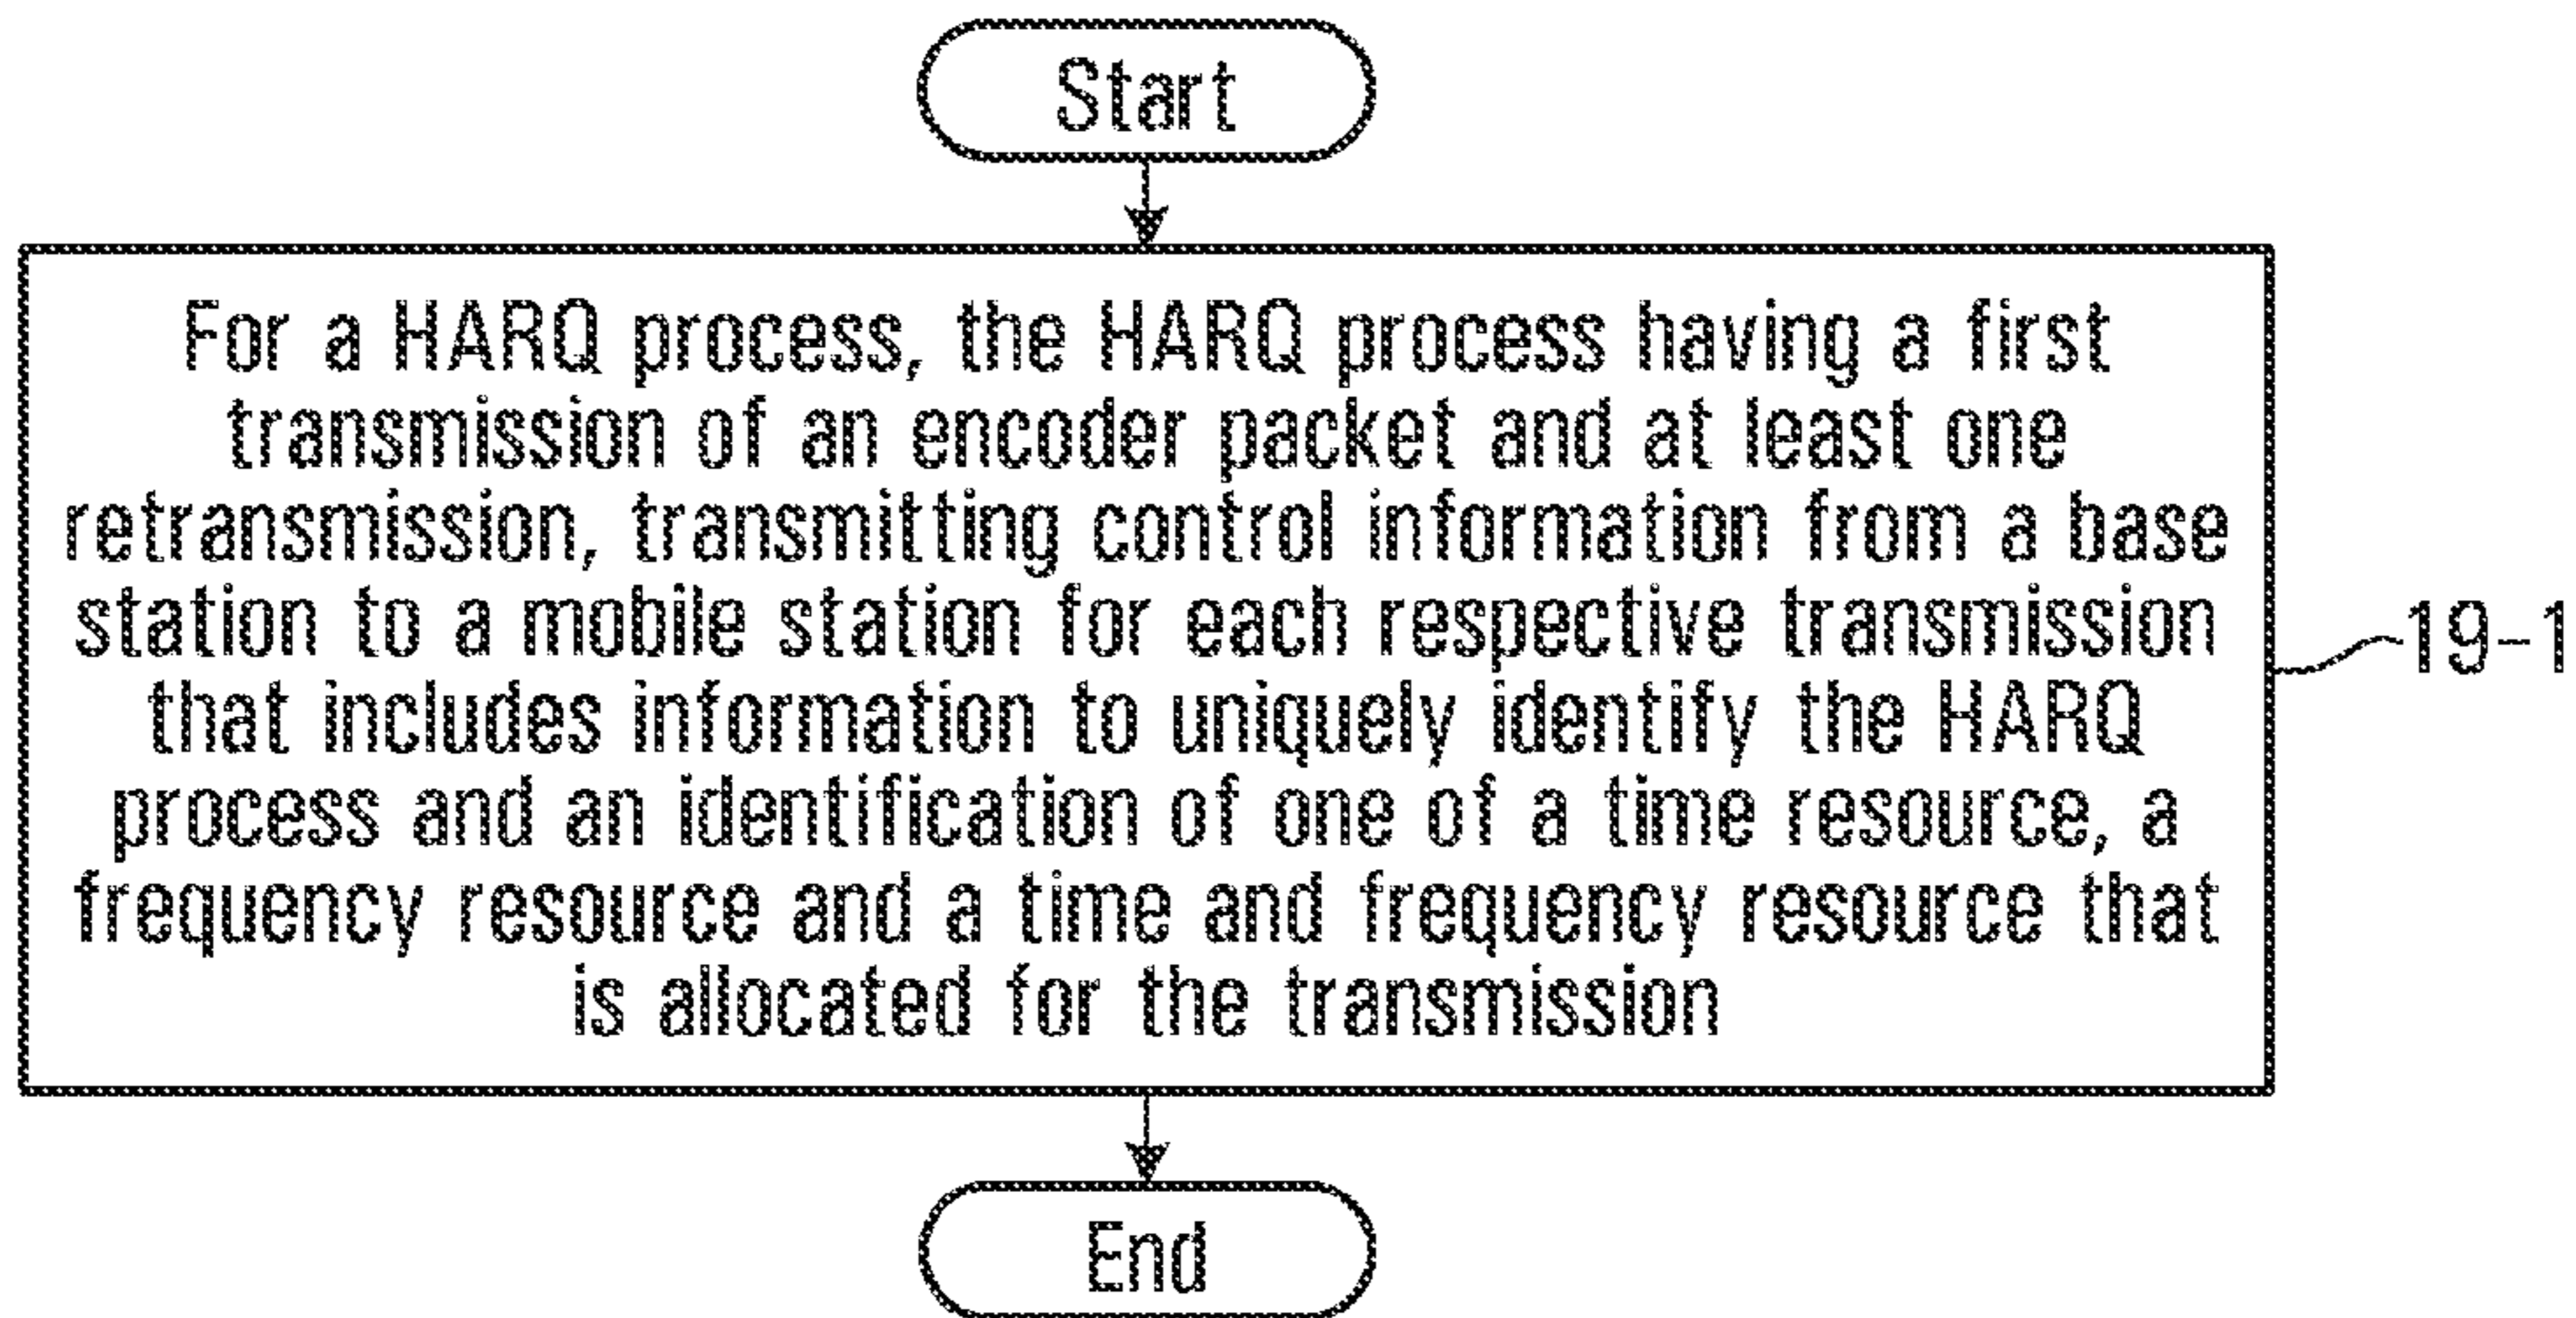 Start
For a HARQ process, the HARQ process having a first
transmission of an encoder packet and at least one
retransmission, transmitting control information from a base
station to a mobile station for each respective transmission
that includes information to uniquely identify the HARQ
process and an identification of one of a time resource, a
frequency resource and a time and frequency resource that
is allocated for the transmission
19-1
End